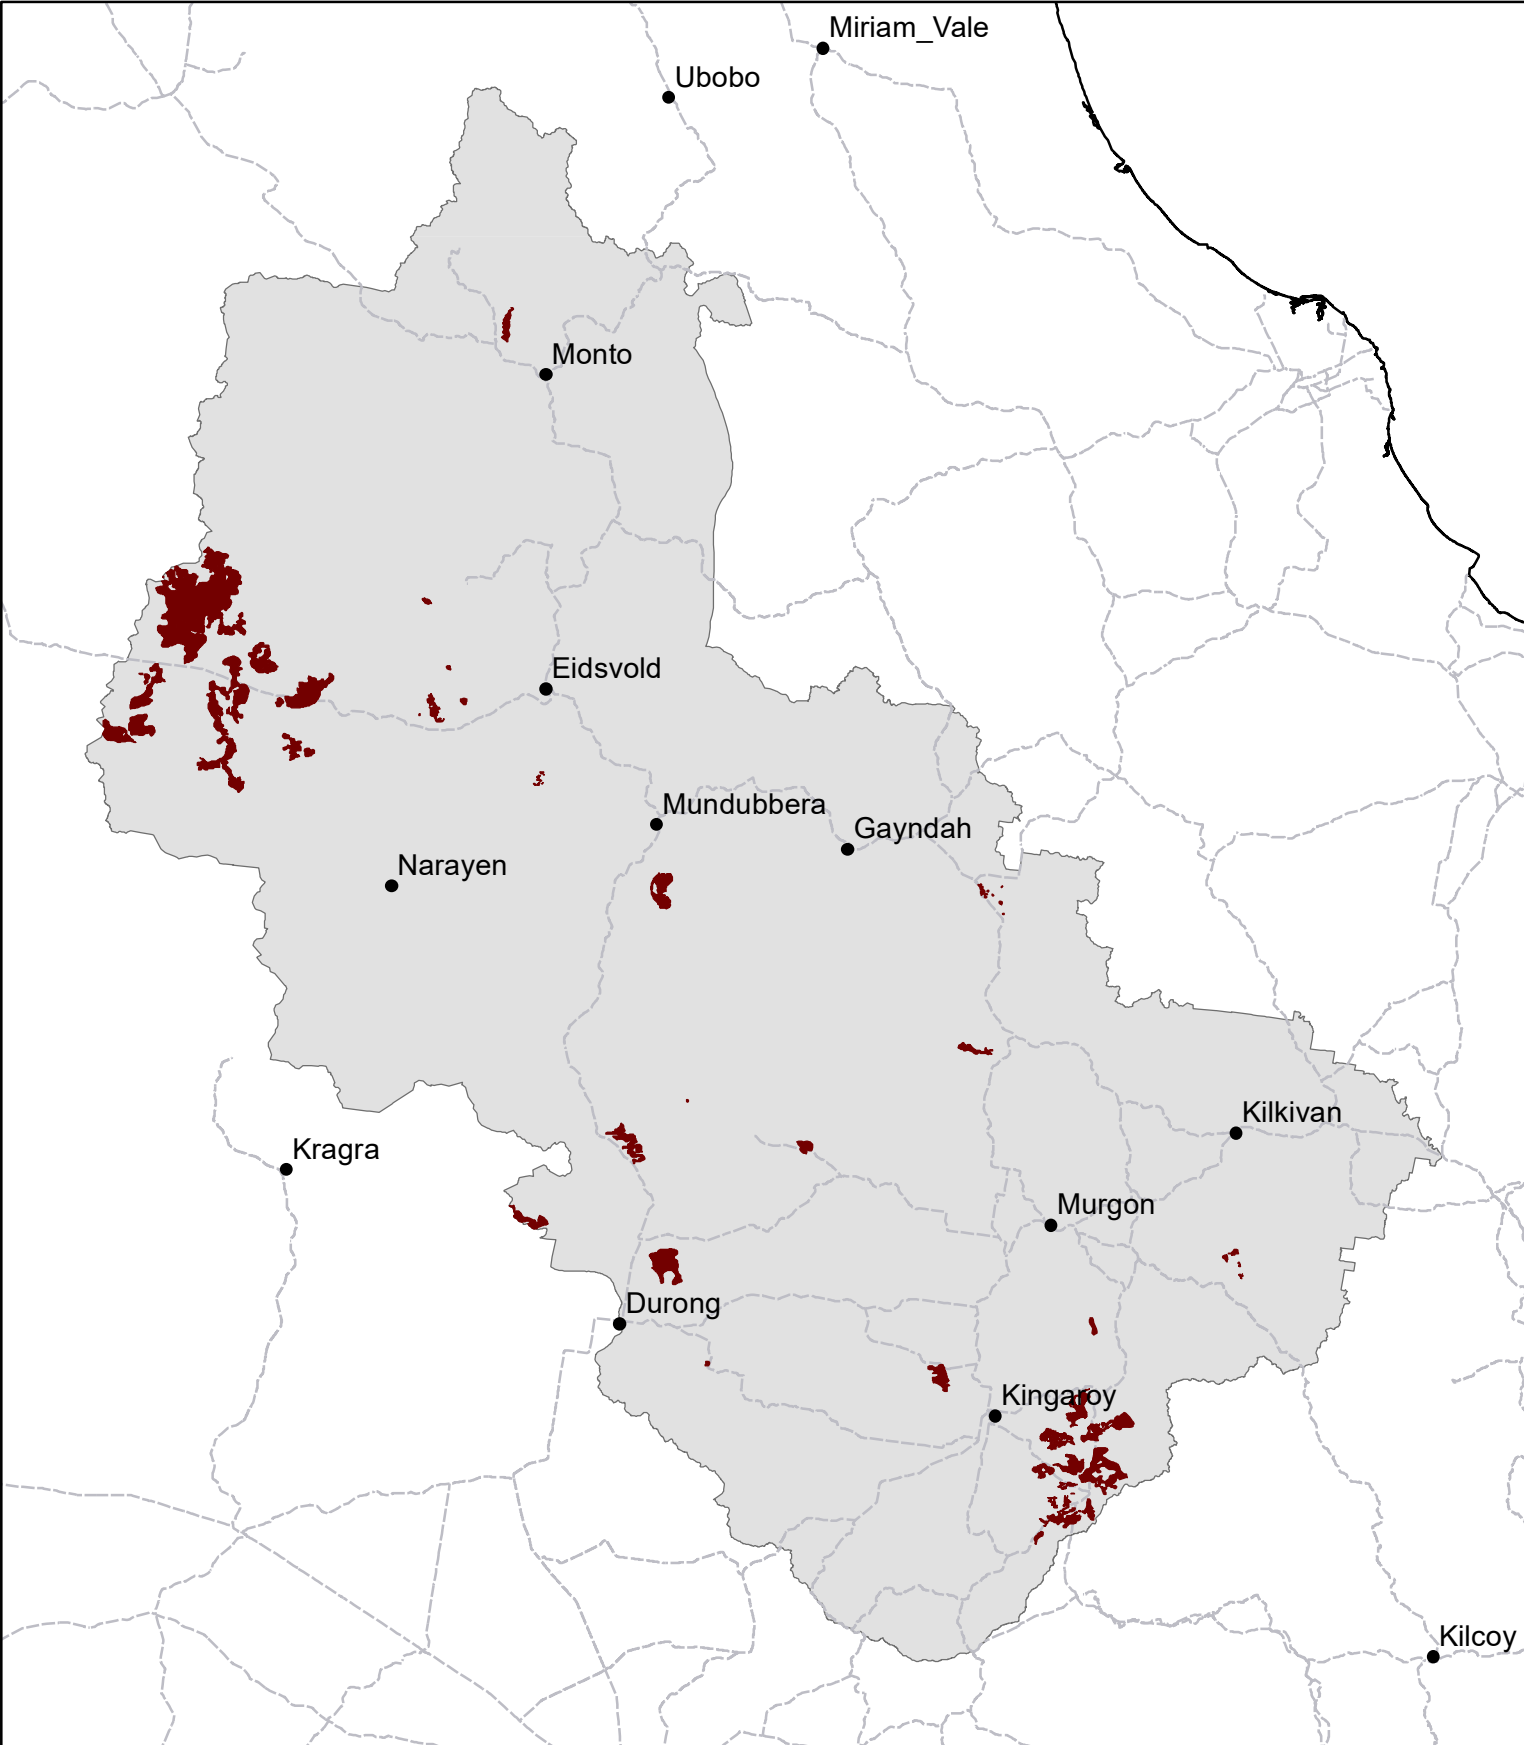 Miriam_Vale
Ubobo
Monto
Eidsvold
Mundubbera
Gayndah
Narayen
Kilkivan
Kragra
Murgon
Durong
Kingaroy
Kilcoy